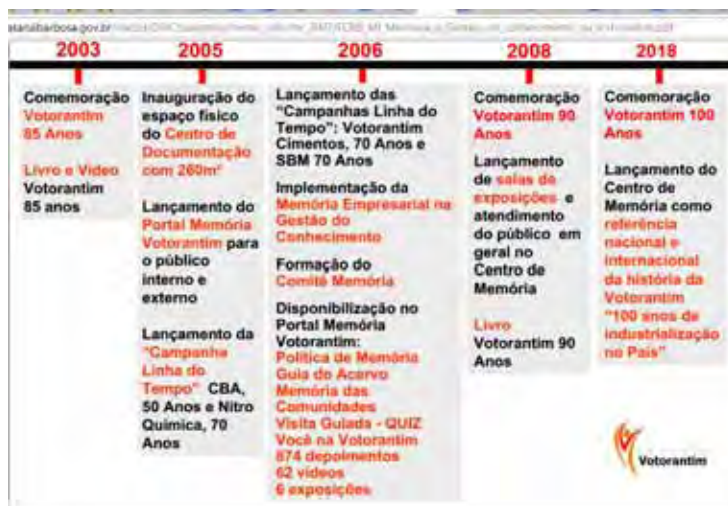 2003
Comemoração
Votorantim
85 Anos
Livro e Vídeo
Votorantim
85 anos
2005
Inauguração do
espaço físico
do Centro de
Documentação
com 260m²
Lançamento do
Portal Memória
Votorantim para
o público
interno e
externo
Lançamento da
"Campanha
Linha do
Tempo" CBA,
50 Anos e Nitro
Química, 70
Anos
2006
Lançamento das
"Campanhas Linha do
Tempo": Votorantim
Cimentos, 70 Anos e
SBM 70 Anos
Implementação da
Memória Empresarial na
Gestão do
Conhecimento
Formação do
Comitê Memória
Disponibilização no
Portal Memória
Votorantim:
Política de Memória
Guia do Acervo
Memória das
Comunidades
Visita Guiada - QUIZ
Você na Votorantim
874 depoimentos
62 vídeos
6 exposições
2008
Comemoração
Votorantim 90
Anos
Lançamento
de salas de
exposições e
atendimento
do público em
geral no
Centro de
Memória
Livro
Votorantim 90
Anos
2018
Comemoração
Votorantim 100
Anos
Lançamento do
Centro de
Memória como
referência
nacional e
internacional
da história da
Votorantim
"100 anos de
industrialização
no País"
Votorantim